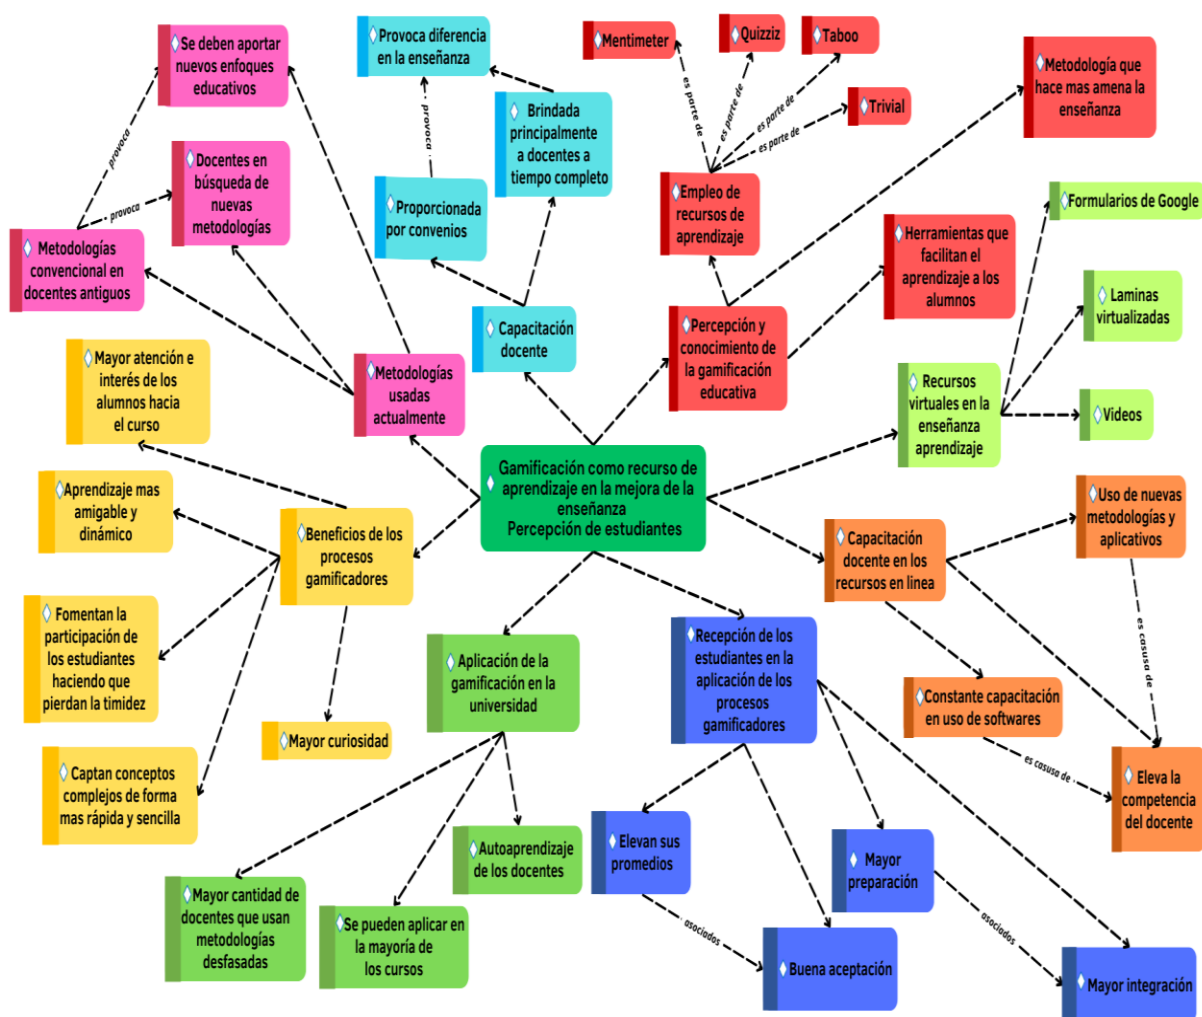 Se deben aportar
nuevos enfoques
educativos
provoca
Docentes en
búsqueda de
nuevas
metodologías
provoca
Metodologías
convencional en
docentes antiguos
Metodologías
usadas
actualmente
Provoca diferencia
en la enseñanza
provoca
Brindada
principalmente
a docentes a
tiempo completo
Proporcionada
por convenios
Capacitación
docente
Mentimeter
Quizziz
Taboo
Trivial
es parte de
es parte de
es parte de
es parte de
Empleo de
recursos de
aprendizaje
Metodología que
hace mas amena la
enseñanza
Herramientas que
facilitan el
aprendizaje a los
alumnos
Percepción y
conocimiento de
la gamificación
educativa
Formularios de Google
Laminas
virtualizadas
Videos
Recursos
virtuales en la
enseñanza
aprendizaje
Gamificación como recurso de
aprendizaje en la mejora de la
enseñanza
Percepción de estudiantes
Mayor atención e
interés de los
alumnos hacia
el curso
Aprendizaje mas
amigable y
dinámico
Beneficios de los
procesos
gamificadores
Fomentan la
participación de
los estudiantes
haciendo que
pierdan la timidez
Mayor curiosidad
Captan conceptos
complejos de forma
mas rápida y sencilla
Aplicación de la
gamificación en la
universidad
Autoaprendizaje
de los docentes
Mayor cantidad de
docentes que usan
metodologías
desfasadas
Se pueden aplicar en
la mayoría de
los cursos
Recepción de los
estudiantes en la
aplicación de los
procesos
gamificadores
Elevan sus
promedios
asociados
Buena aceptación
Mayor
preparación
asociados
Mayor integración
Capacitación
docente en los
recursos en linea
Uso de nuevas
metodologías y
aplicativos
es casusa de
Constante capacitación
en uso de softwares
es casusa de
Eleva la
competencia
del docente